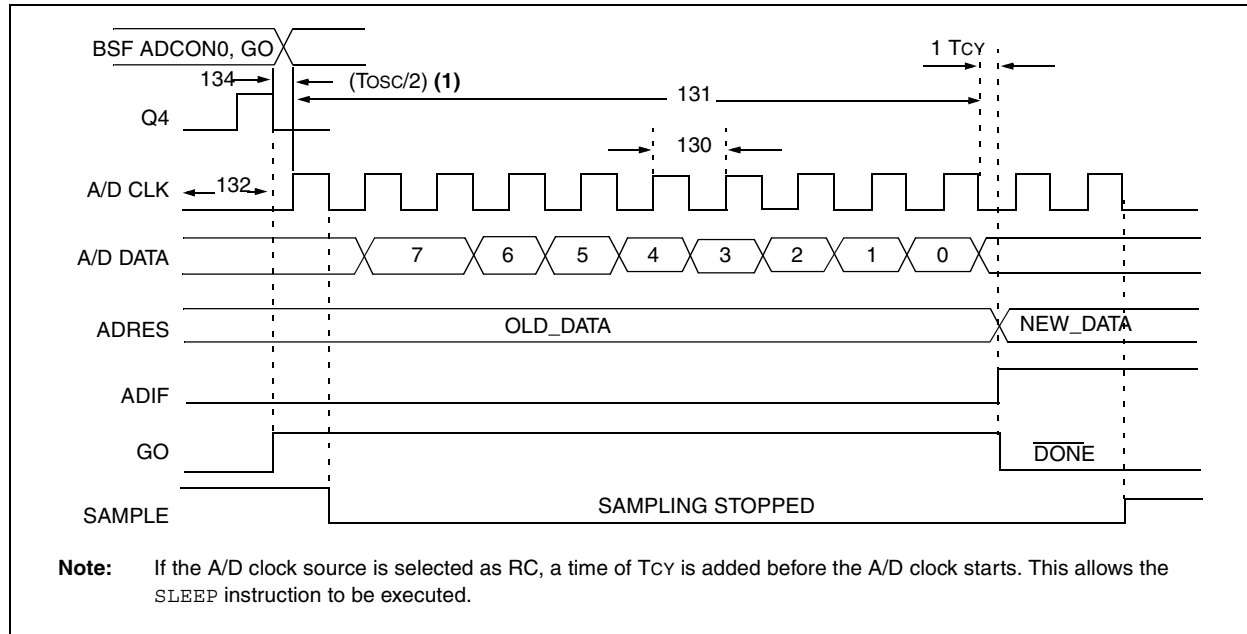 BSF ADCON0, GO
1 TCY
134
(TOSC/2) (1)
131
Q4
130
A/D CLK
132
A/D DATA
7 6 5 4 3 2 1 0
ADRES
OLD_DATA
NEW_DATA
ADIF
GO
DONE
SAMPLE
SAMPLING STOPPED
Note: If the A/D clock source is selected as RC, a time of TCY is added before the A/D clock starts. This allows the
SLEEP instruction to be executed.